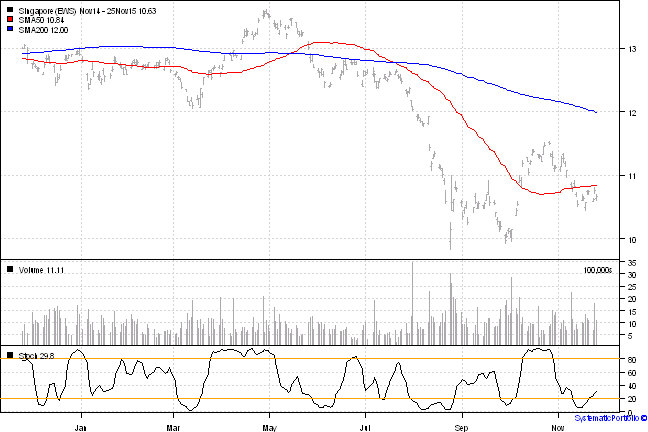 Singapore (EWS) Nov14 - 25Nov15 10.63
SMA50 10.84
SMA200 12.00
13
12
11
10
Volume 11.11
100,000s
35
30
25
20
15
10
5
Stoch 29.8
80
60
40
20
Jan
Mar
May
Jul
Sep
Nov
SystematicPortfolio ©